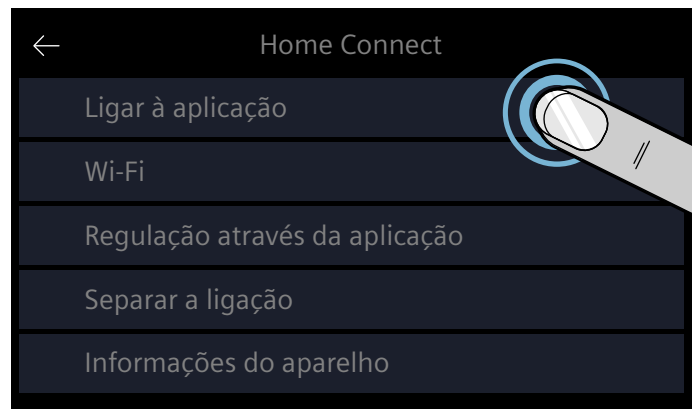 Home Connect
Ligar à aplicação
Wi-Fi
Regulação através da aplicação
Separar a ligação
Informações do aparelho